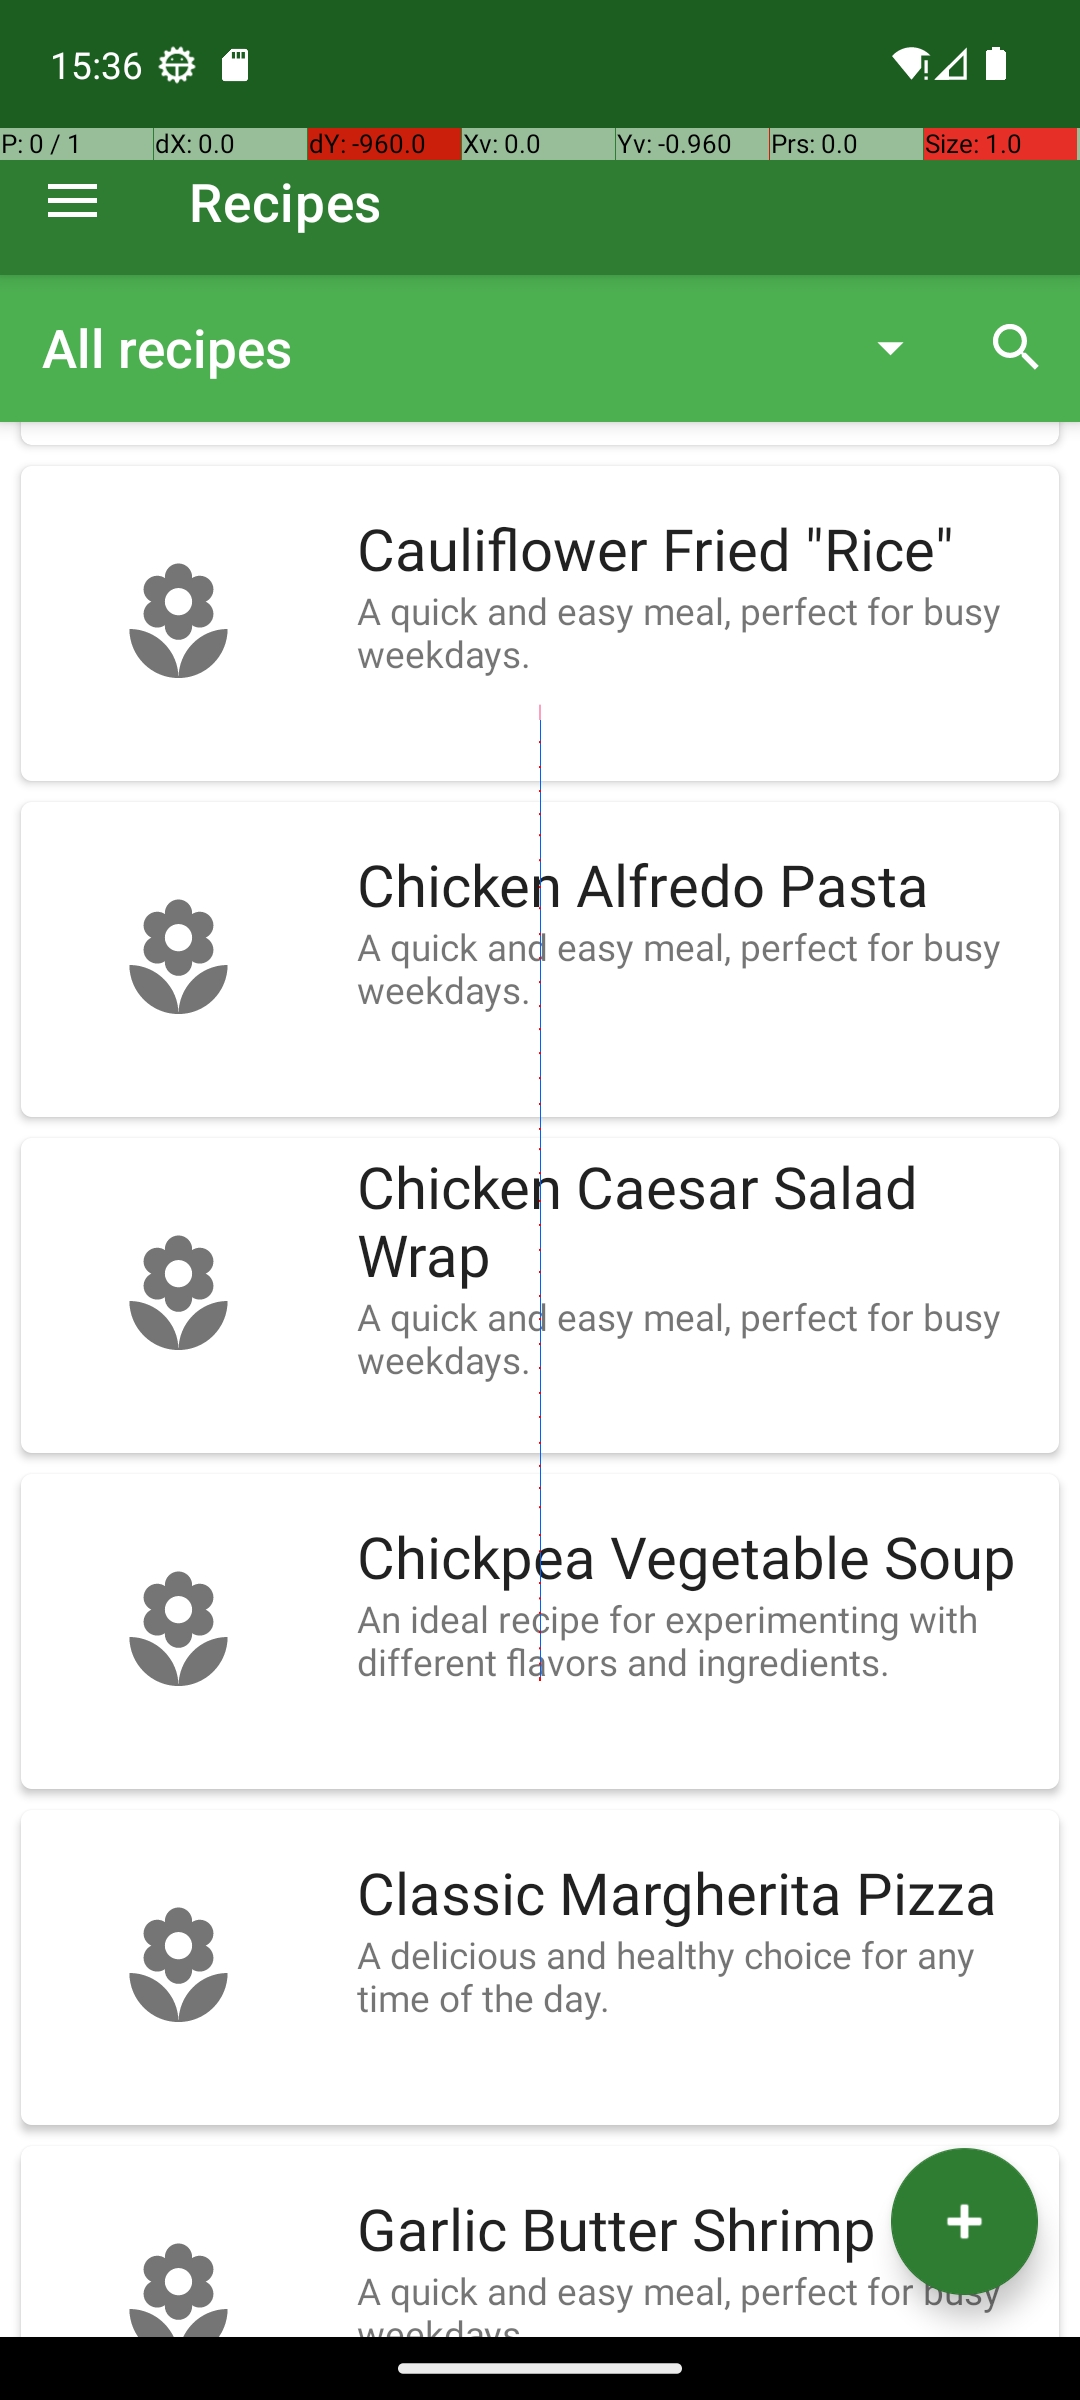 15:36
P: 0 / 1 dX: 0.0 dY: -960.0 Xv: 0.0 Yv: -0.960 Prs: 0.0 Size: 1.0
Recipes
All recipes
Cauliflower Fried "Rice"
A quick and easy meal, perfect for busy
weekdays.
Chicken Alfredo Pasta
A quick and easy meal, perfect for busy
weekdays.
Chicken Caesar Salad
Wrap
A quick and easy meal, perfect for busy
weekdays.
Chickpea Vegetable Soup
An ideal recipe for experimenting with
different flavors and ingredients.
Classic Margherita Pizza
A delicious and healthy choice for any
time of the day.
Garlic Butter Shrimp
A quick and easy meal, perfect for busy
weekdays